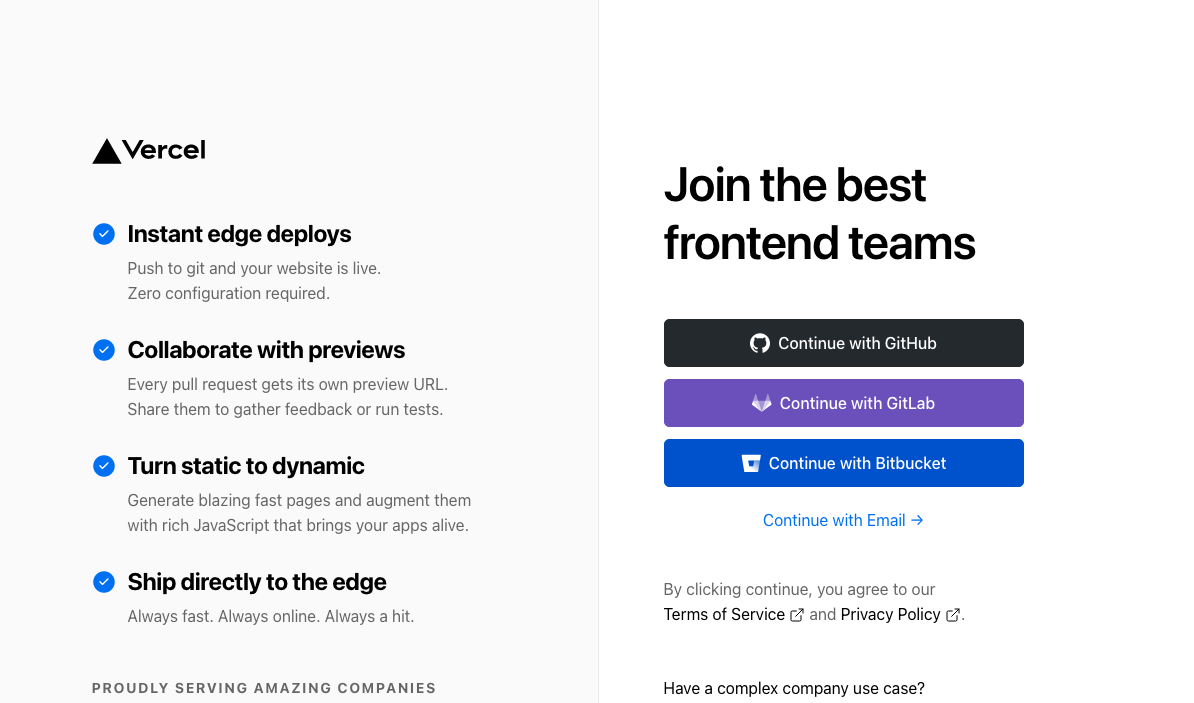 Vercel
Instant edge deploys
Push to git and your website is live.
Zero configuration required.
Collaborate with previews
Every pull request gets its own preview URL.
Share them to gather feedback or run tests.
Turn static to dynamic
Generate blazing fast pages and augment them
with rich JavaScript that brings your apps alive.
Ship directly to the edge
Always fast. Always online. Always a hit.
PROUDLY SERVING AMAZING COMPANIES
Join the best
frontend teams
Continue with GitHub
Continue with GitLab
Continue with Bitbucket
Continue with Email →
By clicking continue, you agree to our
Terms of Service and Privacy Policy.
Have a complex company use case?